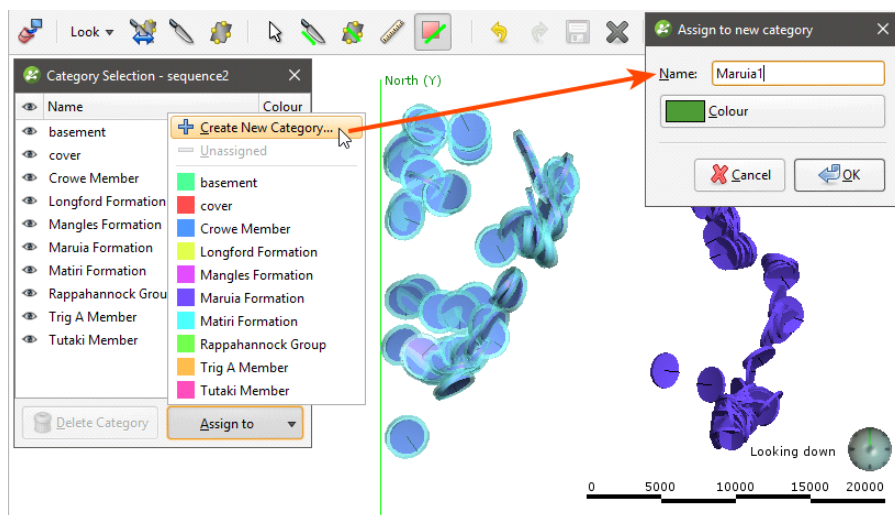 Look
Assign to new category
Name: Maruia1
Colour
Cancel
OK
Category Selection - sequence2
Name
Colour
basement
cover
Crowe Member
Longford Formation
Mangles Formation
Maruia Formation
Matiri Formation
Rappahannock Grou
Trig A Member
Tutaki Member
Create New Category...
Unassigned
basement
cover
Crowe Member
Longford Formation
Mangles Formation
Maruia Formation
Matiri Formation
Rappahannock Group
Trig A Member
Tutaki Member
Delete Category
Assign to
North (Y)
Looking down
0 5000 10000 15000 20000